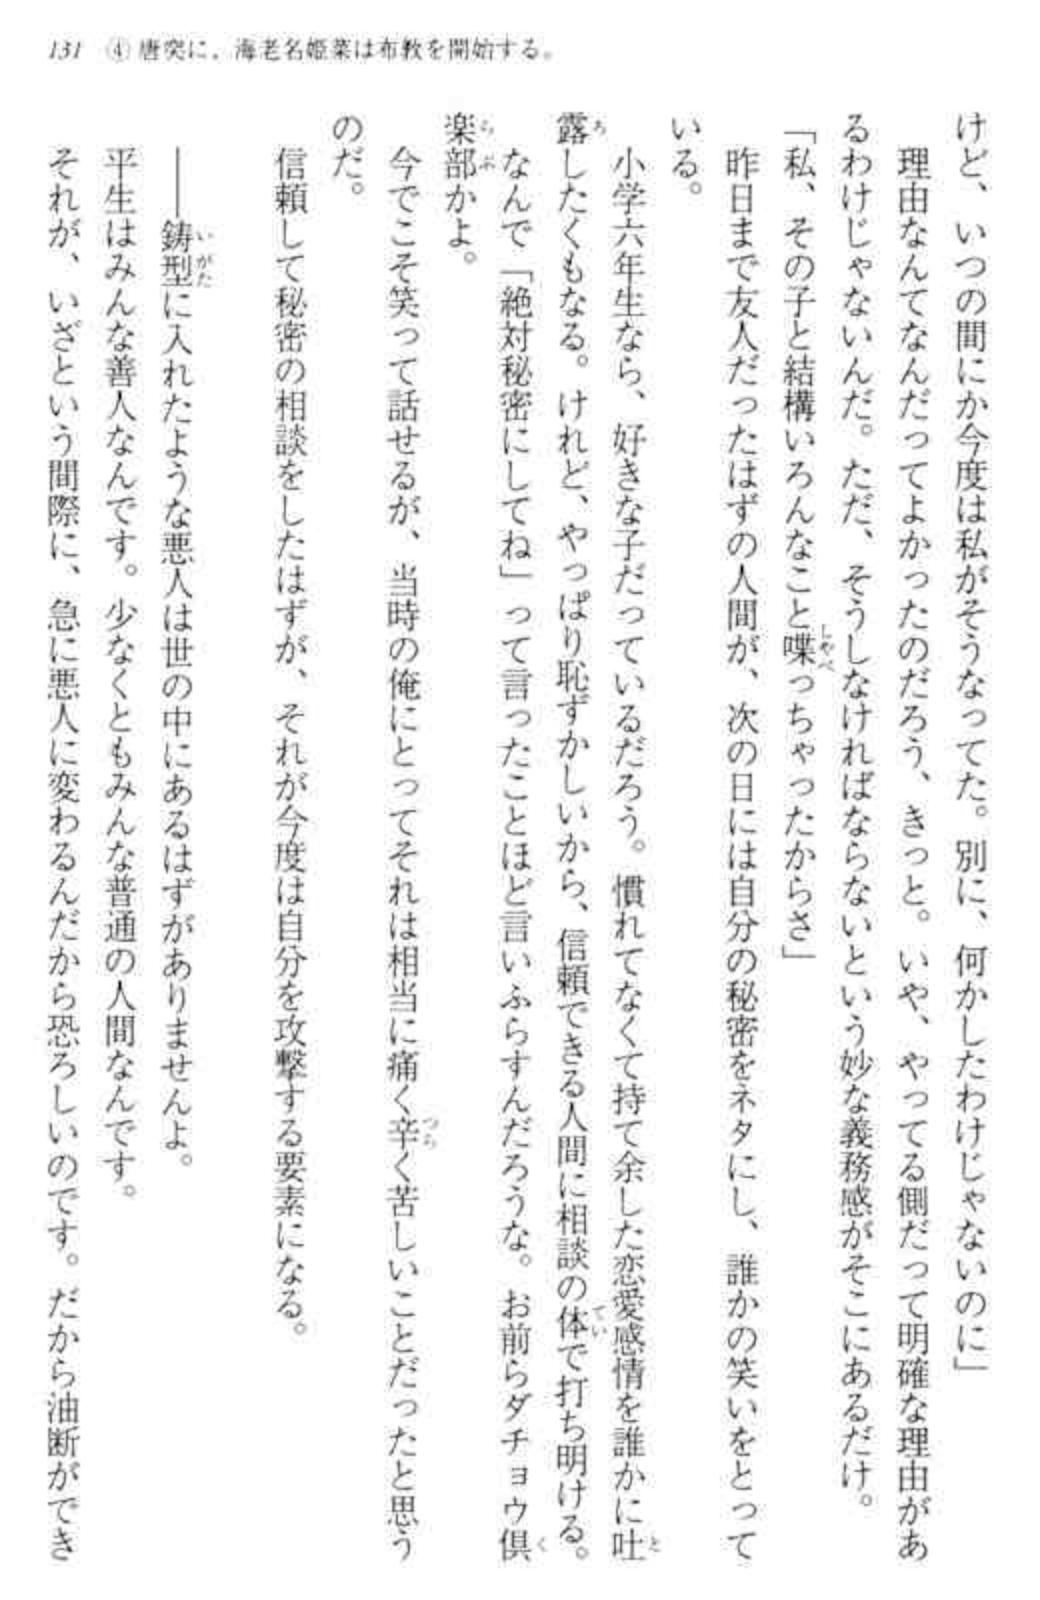 131 ④ 唐突に、海老名姫菜は布教を開始する。
けど、いつの間にか今度は私がそうなってた。別に、何かしたわけじゃないのに」
理由なんてなんだってよかったのだろう、きっと。いや、やってる側だって明確な理由があ
るわけじゃないんだ。ただ、そうしなければならないという妙な義務感がそこにあるだけ。
「私、その子と結構いろんなこと喋っちゃったからさ」
昨日まで友人だったはずの人間が、次の日には自分の秘密をネタにし、誰かの笑いをとって
いる。
小学六年生なら、好きな子だっているだろう。慣れてなくて持て余した恋愛感情を誰かに吐
露したくもなる。けれど、やっぱり恥ずかしいから、信頼できる人間に相談の体で打ち明ける。
なんで「絶対秘密にしてね」って言ったことほど言いふらすんだろうな。お前らダチョウ倶
楽部かよ。
今でこそ笑って話せるが、当時の俺にとってそれは相当に痛く辛く苦しいことだったと思う
のだ。
信頼して秘密の相談をしたはずが、それが今度は自分を攻撃する要素になる。
――鋳型に入れたような悪人は世の中にあるはずがありませんよ。
平生はみんな善人なんです。少なくともみんな普通の人間なんです。
それが、いざという間際に、急に悪人に変わるんだから恐ろしいのです。だから油断ができ